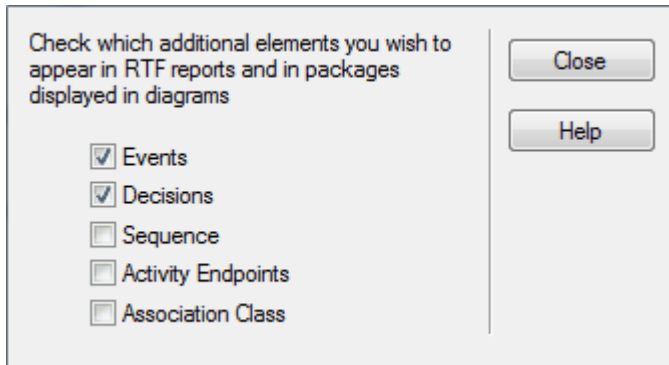 Check which additional elements you wish to
appear in RTF reports and in packages
displayed in diagrams
Close
Help
Events
Decisions
Sequence
Activity Endpoints
Association Class